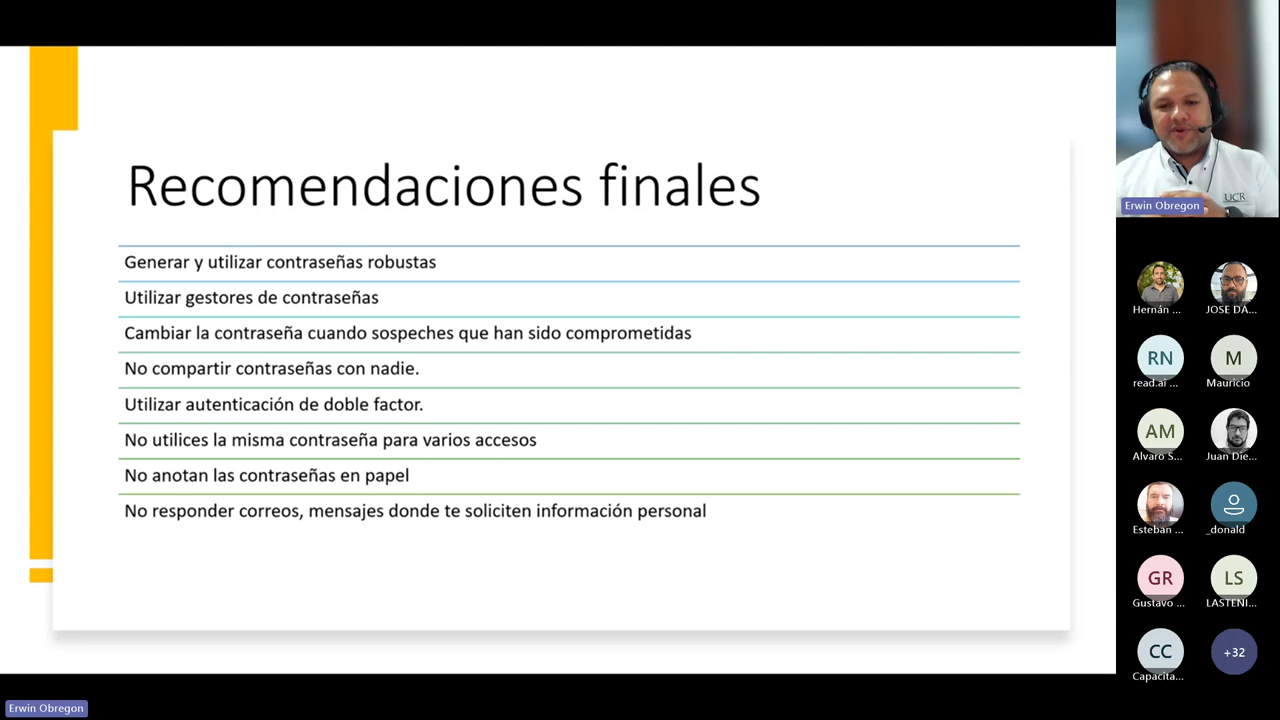 Recomendaciones finales
Generar y utilizar contraseñas robustas
Utilizar gestores de contraseñas
Cambiar la contraseña cuando sospeches que han sido comprometidas
No compartir contraseñas con nadie.
Utilizar autenticación de doble factor.
No utilices la misma contraseña para varios accesos
No anotan las contraseñas en papel
No responder correos, mensajes donde te soliciten información personal
UCR
Erwin Obregon
Hernán ...
JOSE DA...
RN
read.ai ...
M
Mauricio
AM
Alvaro S...
Juan Die...
Esteban ...
_donald
GR
Gustavo ...
LS
LASTENI...
CC
Capacita...
+32
Erwin Obregon